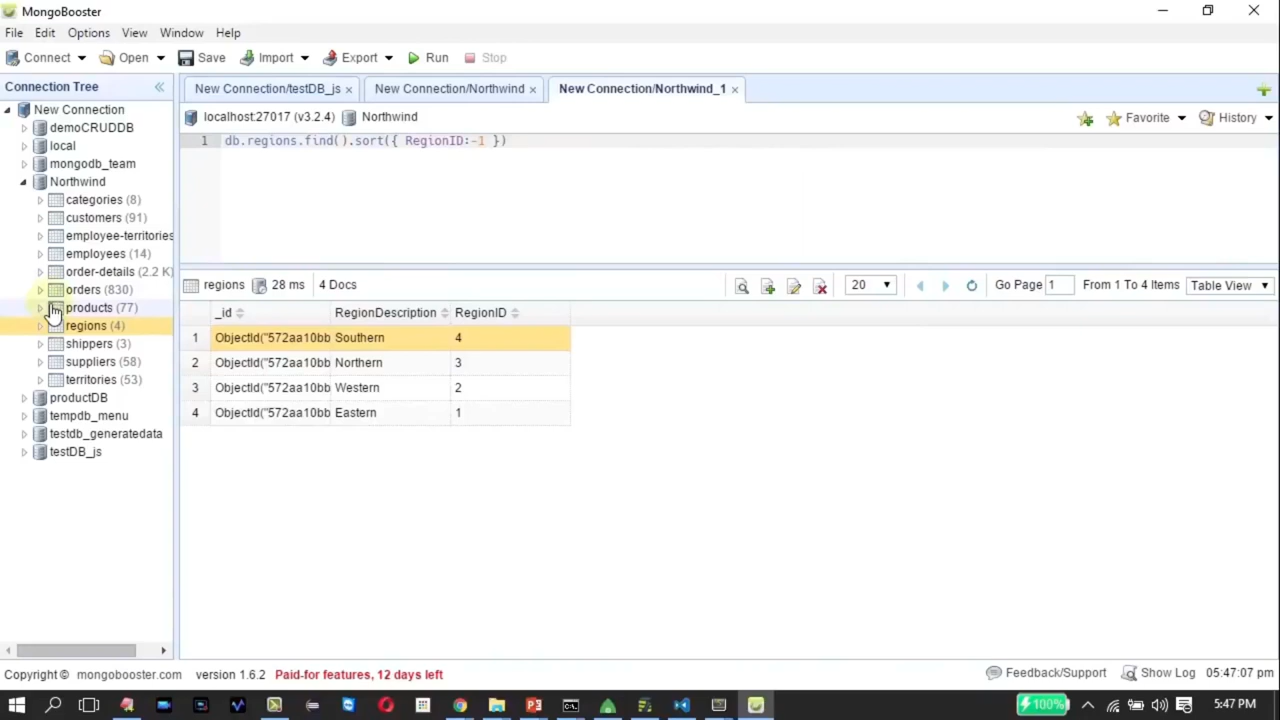 MongoBooster
File Edit Options View Window Help
Connect Open Save Import Export Run Stop
Connection Tree
New Connection
demoCRUDDB
local
mongodb_team
Northwind
categories (8)
customers (91)
employee-territories
employees (14)
order-details (2.2 K)
orders (830)
products (77)
regions (4)
shippers (3)
suppliers (58)
territories (53)
productDB
tempdb_menu
testdb_generatedata
testDB_js
New Connection/testDB_js × New Connection/Northwind × New Connection/Northwind_1 ×
localhost:27017 (v3.2.4) Northwind Favorite History
1 db.regions.find().sort({ RegionID:-1 })
regions 28 ms 4 Docs 20 Go Page 1 From 1 To 4 Items Table View
_id RegionDescription RegionID
1 ObjectId("572aa10bb Southern 4
2 ObjectId("572aa10bb Northern 3
3 ObjectId("572aa10bb Western 2
4 ObjectId("572aa10bb Eastern 1
Copyright © mongobooster.com version 1.6.2 Paid-for features, 12 days left Feedback/Support Show Log 05:47:07 pm
100% 5:47 PM